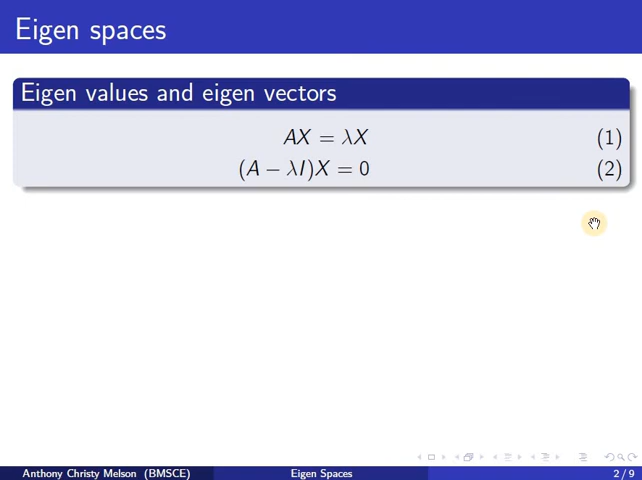 Eigen spaces
Eigen values and eigen vectors
AX = λX (1)
(A − λI)X = 0 (2)
Anthony Christy Melson (BMSCE) Eigen Spaces 2 / 9